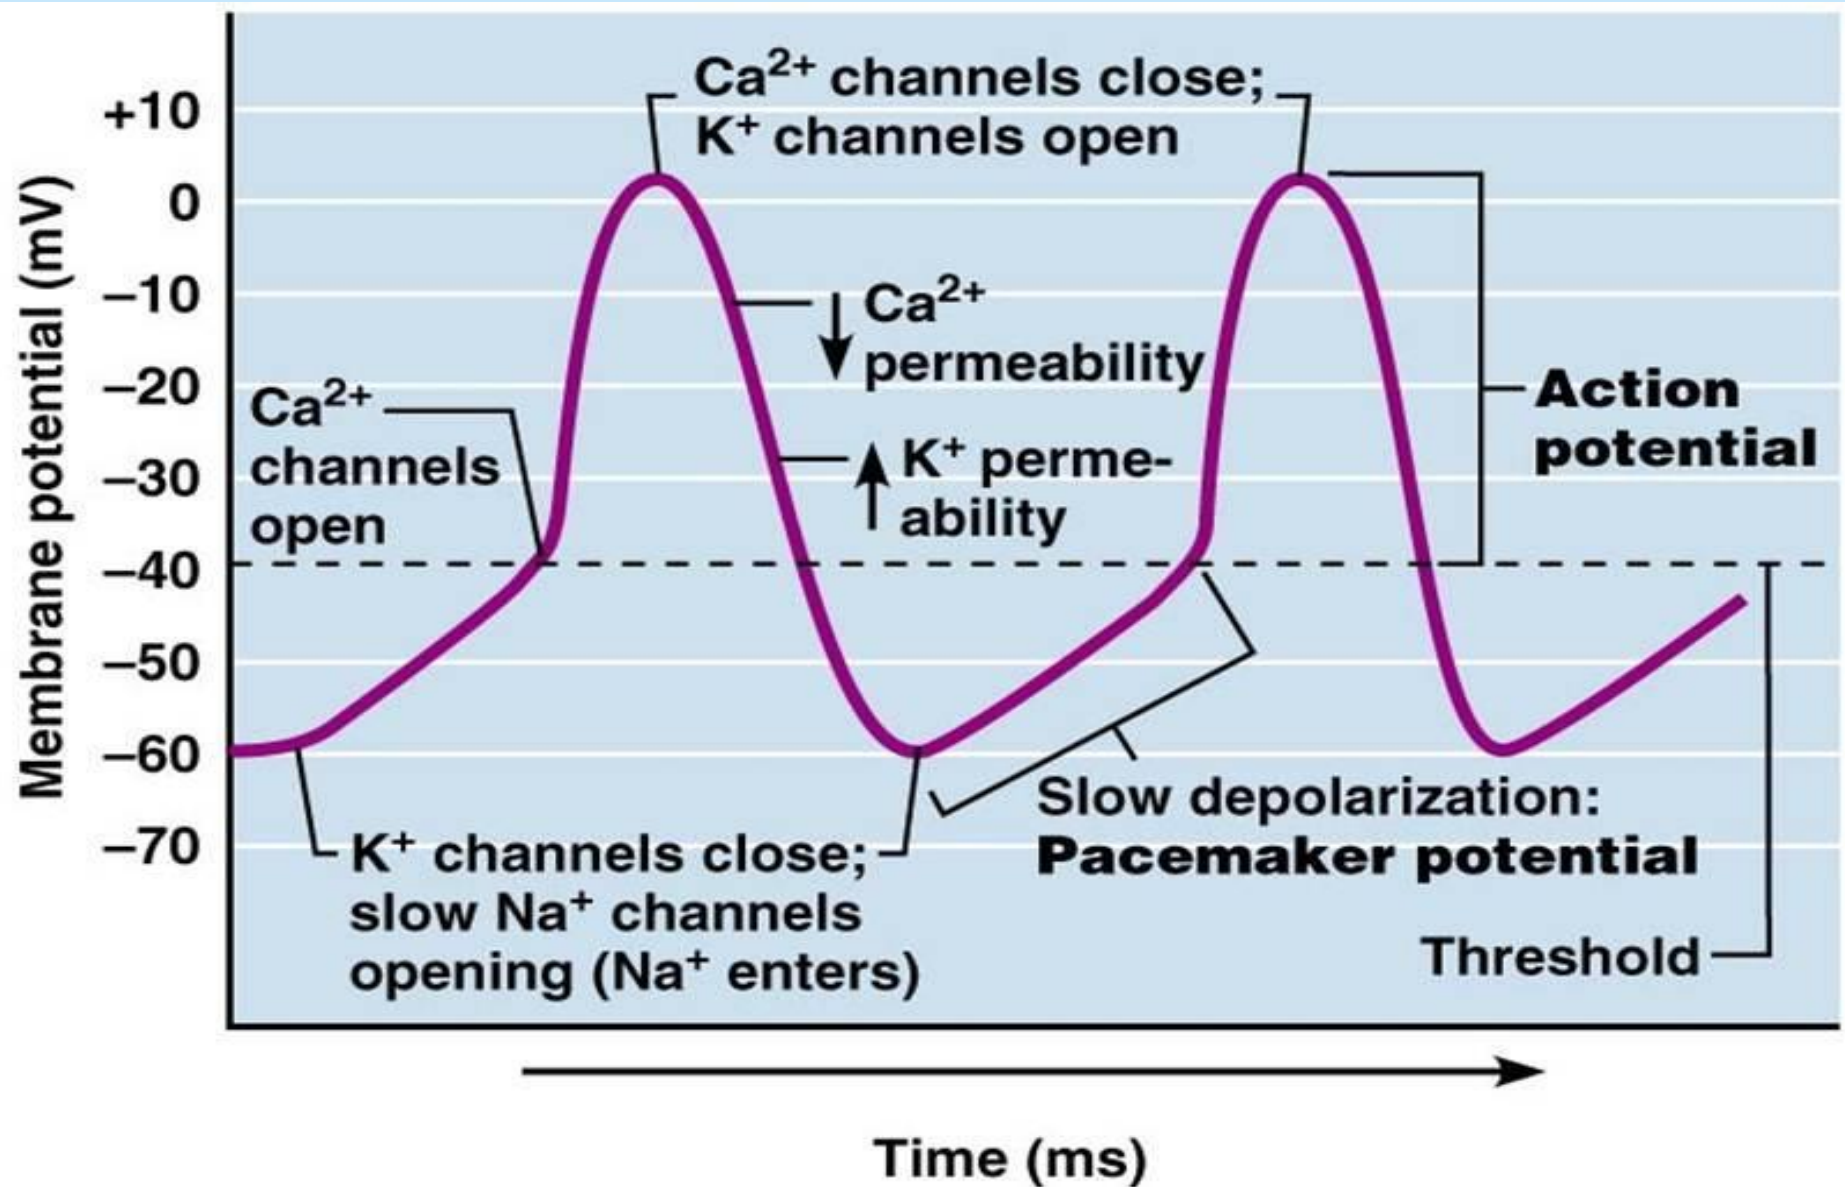 Ca²⁺ channels close;
K⁺ channels open
+10
0
–10
–20
–30
–40
–50
–60
–70
Membrane potential (mV)
Ca²⁺
channels
open
↓ Ca²⁺
permeability
↑ K⁺ perme-
ability
Action
potential
K⁺ channels close;
slow Na⁺ channels
opening (Na⁺ enters)
Slow depolarization:
Pacemaker potential
Threshold
Time (ms)